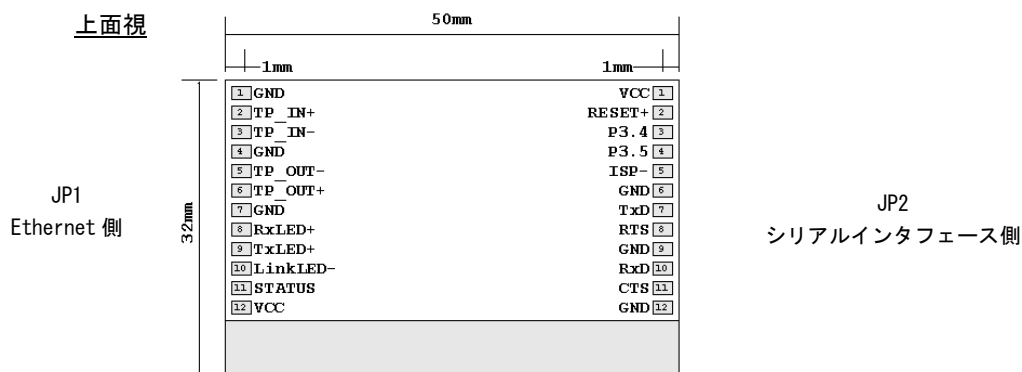 上面視
50mm
1mm
1mm
1 GND VCC 1
2 TP_IN+ RESET+ 2
3 TP_IN- P3.4 3
4 GND P3.5 4
5 TP_OUT- ISP- 5
6 TP_OUT+ GND 6
7 GND TxD 7
8 RxLED+ RTS 8
9 TxLED+ GND 9
10 LinkLED- RxD 10
11 STATUS CTS 11
12 VCC GND 12
32mm
JP1
Ethernet 側
JP2
シリアルインタフェース側